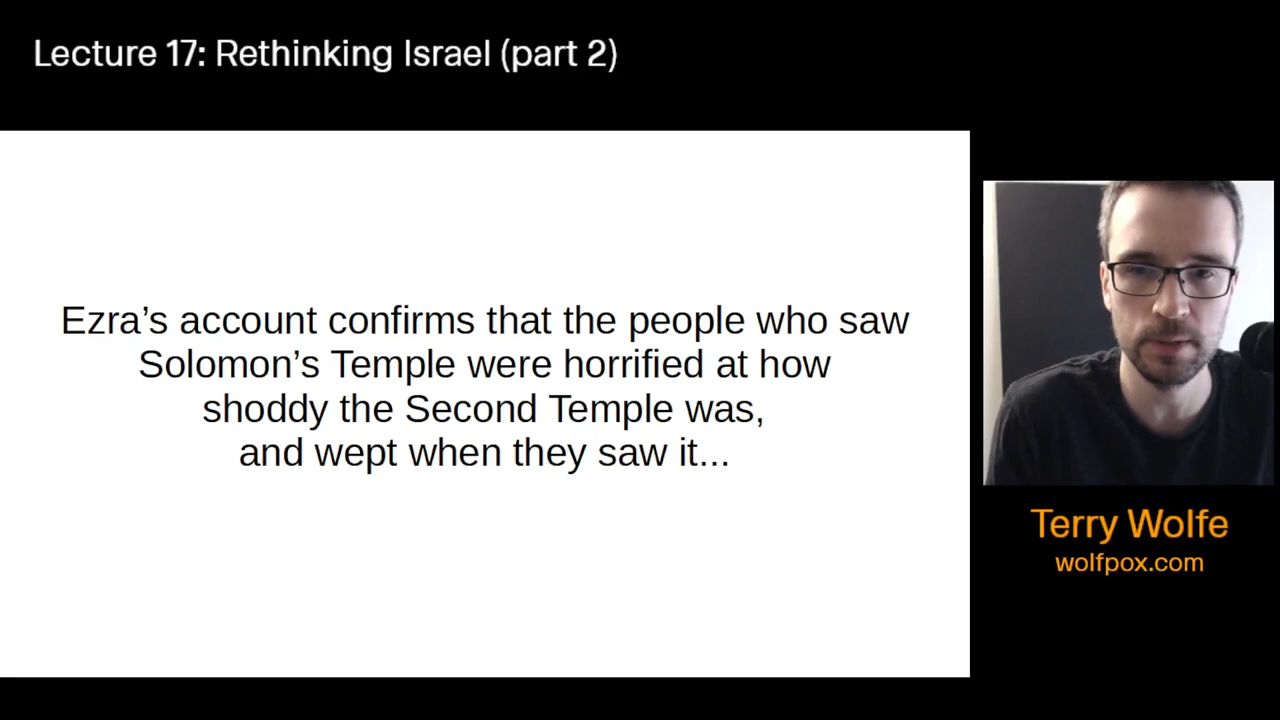 Lecture 17: Rethinking Israel (part 2)
Ezra’s account confirms that the people who saw
Solomon’s Temple were horrified at how
shoddy the Second Temple was,
and wept when they saw it...
Terry Wolfe
wolfpox.com